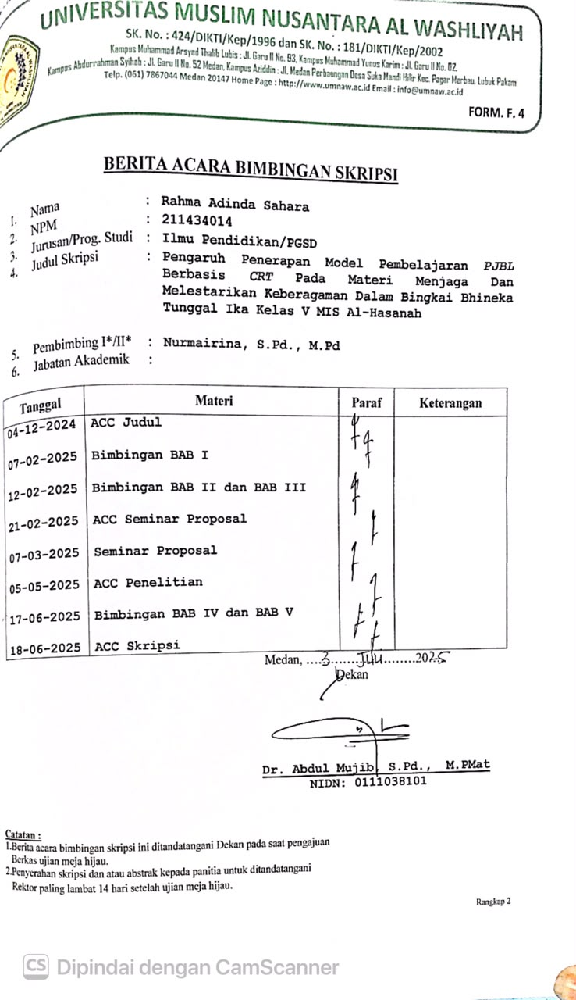 UNIVERSITAS MUSLIM NUSANTARA AL WASHLIYAH
SK. No. : 424/DIKTI/Kep/1996 dan SK. No. : 181/DIKTI/Kep/2002
Kampus Muhammad Arsyad Thalib Lubis : Jl. Garu II No. 93, Kampus Muhammad Yunus Karim : Jl. Garu II No. 02,
Kampus Abdurrahman Syihab : Jl. Garu II No. 52 Medan, Kampus Aziddin : Jl. Medan Perbaungan Desa Suka Mandi Hilir Kec. Pagar Merbau, Lubuk Pakam
Telp. (061) 7867044 Medan 20147 Home Page : http://www.umnaw.ac.id Email : info@umnaw.ac.id
FORM. F. 4
BERITA ACARA BIMBINGAN SKRIPSI
1. Nama : Rahma Adinda Sahara
2. NPM : 211434014
3. Jurusan/Prog. Studi : Ilmu Pendidikan/PGSD
4. Judul Skripsi : Pengaruh Penerapan Model Pembelajaran PJBL
Berbasis CRT Pada Materi Menjaga Dan
Melestarikan Keberagaman Dalam Bingkai Bhineka
Tunggal Ika Kelas V MIS Al-Hasanah
5. Pembimbing I*/II* : Nurmairina, S.Pd., M.Pd
6. Jabatan Akademik :
Tanggal Materi Paraf Keterangan
04-12-2024 ACC Judul
07-02-2025 Bimbingan BAB I
12-02-2025 Bimbingan BAB II dan BAB III
21-02-2025 ACC Seminar Proposal
07-03-2025 Seminar Proposal
05-05-2025 ACC Penelitian
17-06-2025 Bimbingan BAB IV dan BAB V
18-06-2025 ACC Skripsi
Medan, ....3.......Juli.........2025
Dekan
Dr. Abdul Mujib, S.Pd., M.PMat
NIDN: 0111038101
Catatan :
1.Berita acara bimbingan skripsi ini ditandatangani Dekan pada saat pengajuan
Berkas ujian meja hijau.
2.Penyerahan skripsi dan atau abstrak kepada panitia untuk ditandatangani
Rektor paling lambat 14 hari setelah ujian meja hijau.
Rangkap 2
CS Dipindai dengan CamScanner